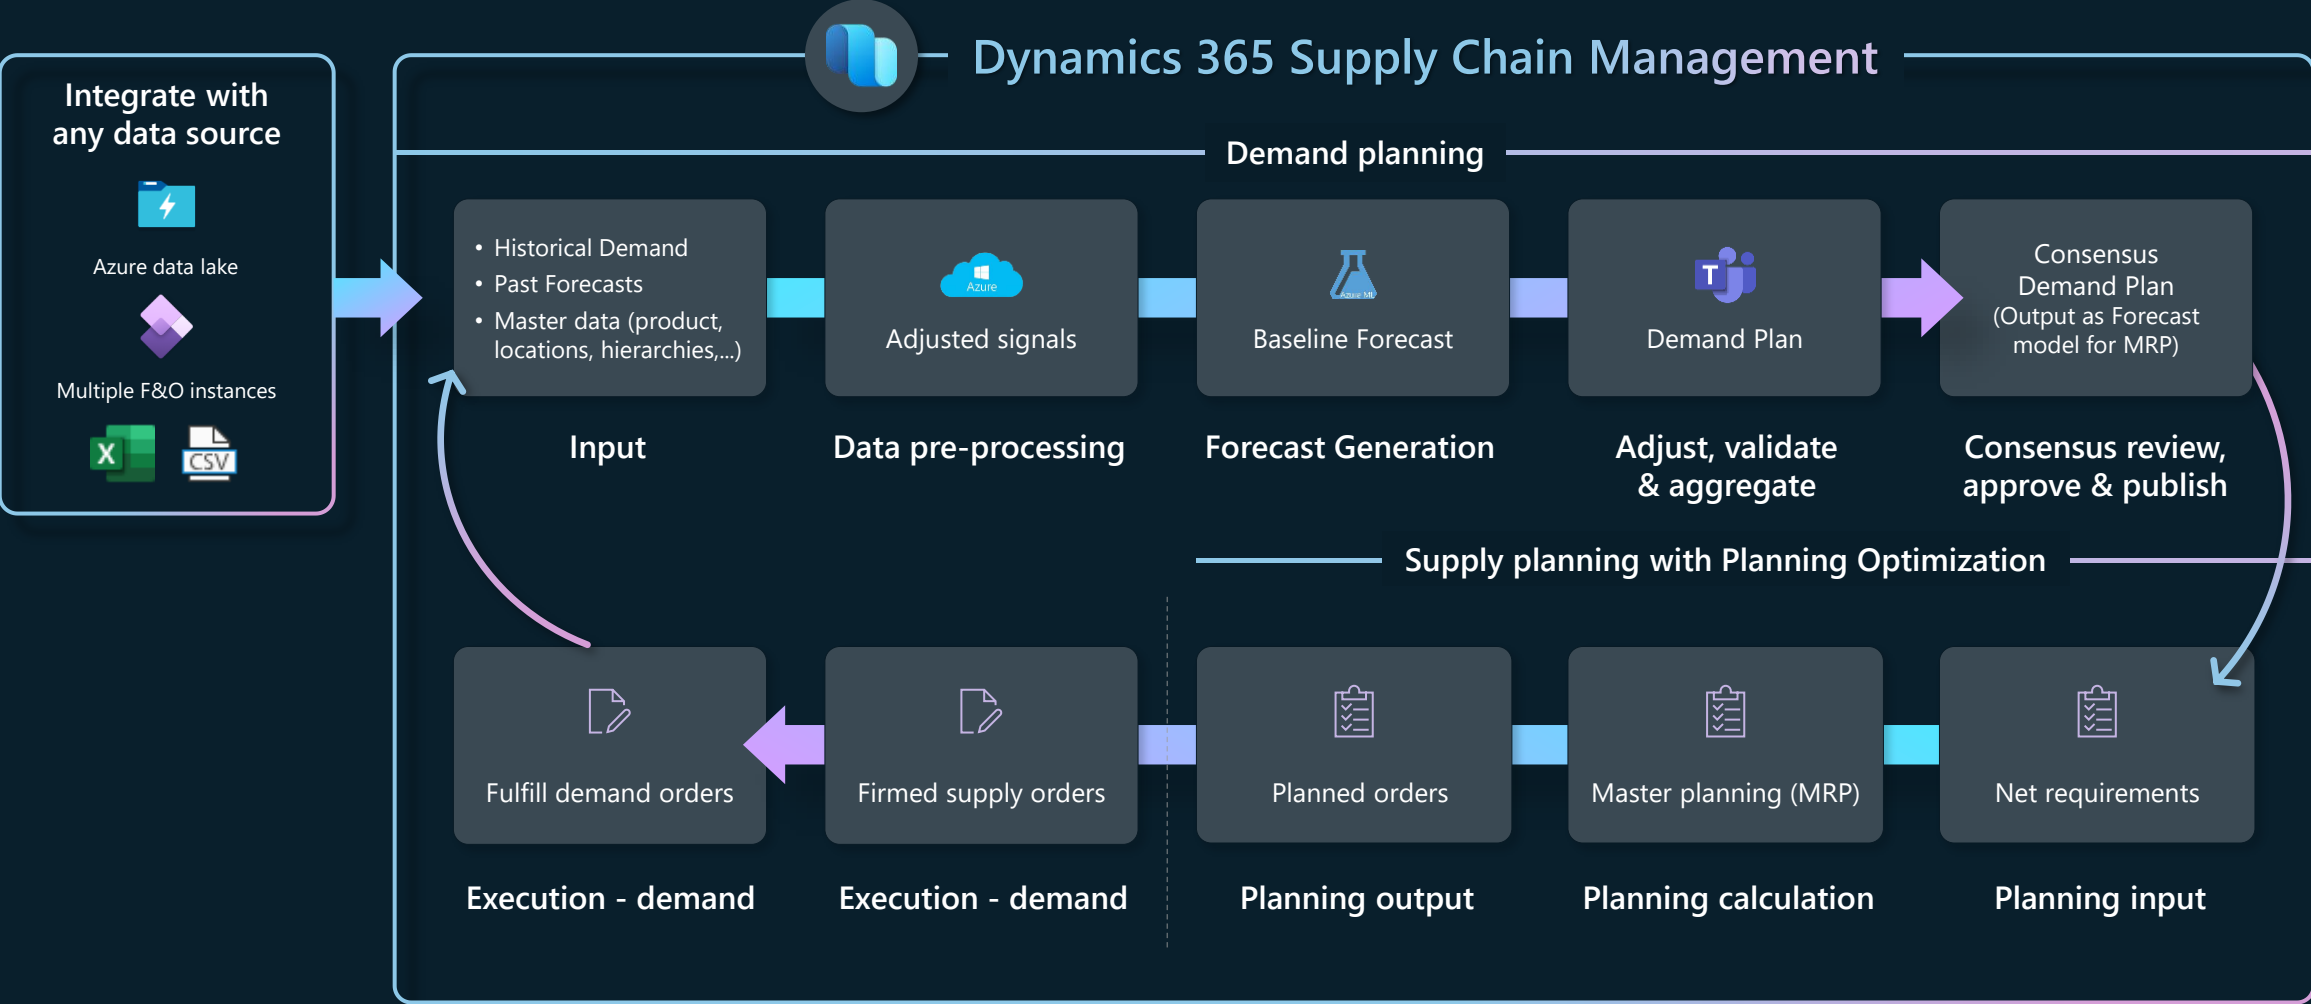 Dynamics 365 Supply Chain Management
Integrate with
any data source
Azure data lake
Multiple F&O instances
X
CSV
Demand planning
• Historical Demand
• Past Forecasts
• Master data (product,
locations, hierarchies,...)
Input
Azure
Adjusted signals
Data pre-processing
Azure ML
Baseline Forecast
Forecast Generation
T
Demand Plan
Adjust, validate
& aggregate
Consensus
Demand Plan
(Output as Forecast
model for MRP)
Consensus review,
approve & publish
Supply planning with Planning Optimization
Fulfill demand orders
Execution - demand
Firmed supply orders
Execution - demand
Planned orders
Planning output
Master planning (MRP)
Planning calculation
Net requirements
Planning input